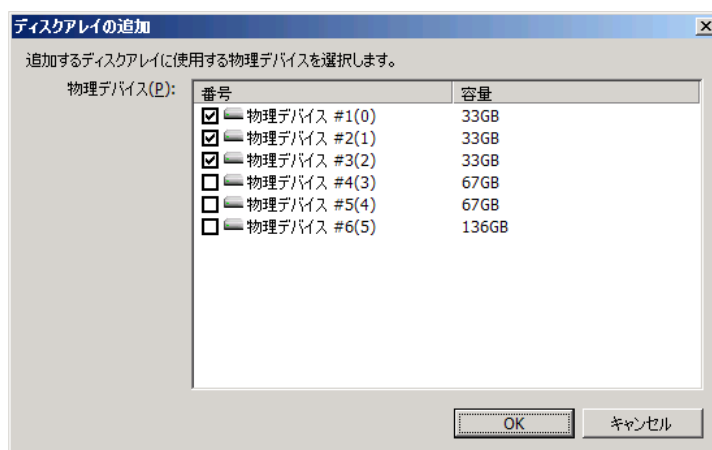 ディスクアレイの追加
追加するディスクアレイに使用する物理デバイスを選択します。
物理デバイス(P):
番号 容量
物理デバイス #1(0) 33GB
物理デバイス #2(1) 33GB
物理デバイス #3(2) 33GB
物理デバイス #4(3) 67GB
物理デバイス #5(4) 67GB
物理デバイス #6(5) 136GB
OK キャンセル